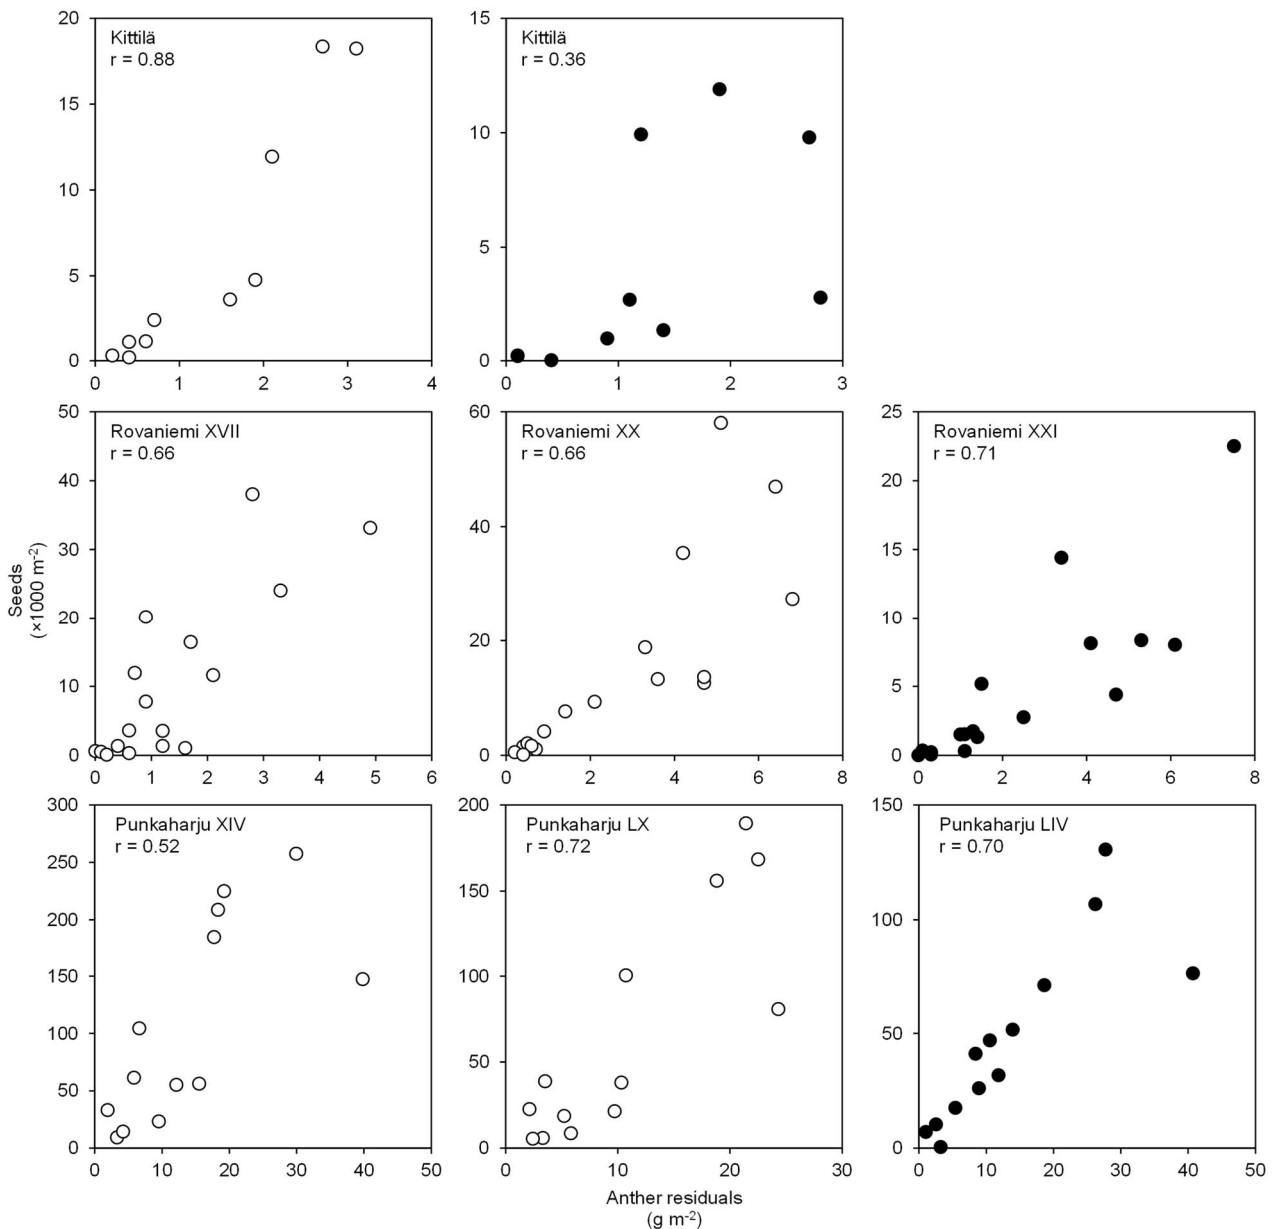 Kittilä
r = 0.88
20
15
10
5
0
0 1 2 3 4
Kittilä
r = 0.36
15
10
5
0
0 1 2 3
Rovaniemi XVII
r = 0.66
50
40
30
20
10
0
0 1 2 3 4 5 6
Rovaniemi XX
r = 0.66
60
40
20
0
0 2 4 6 8
Rovaniemi XXI
r = 0.71
25
20
15
10
5
0
0 2 4 6 8
Seeds
(×1000 m-2)
Punkaharju XIV
r = 0.52
300
250
200
150
100
50
0
0 10 20 30 40 50
Punkaharju LX
r = 0.72
200
150
100
50
0
0 10 20 30
Punkaharju LIV
r = 0.70
150
100
50
0
0 10 20 30 40 50
Anther residuals
(g m-2)